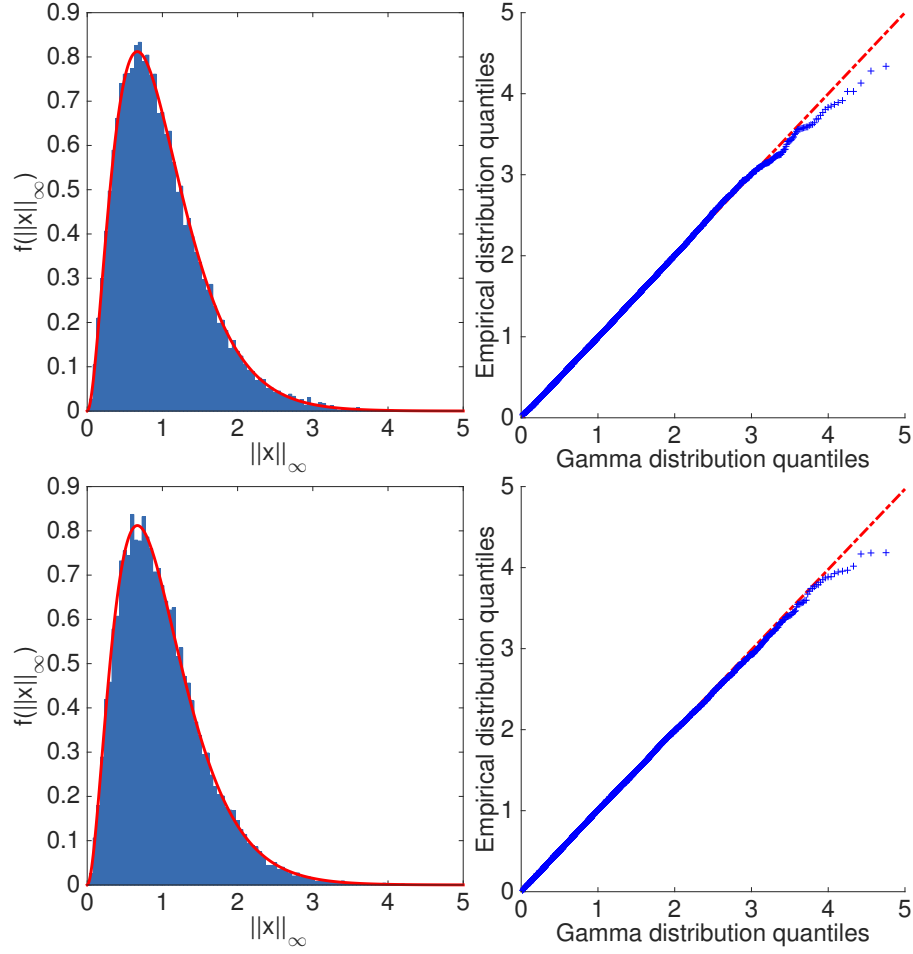 0.9
0.8
0.7
0.6
0.5
0.4
0.3
0.2
0.1
0
f(||x||∞)
0 1 2 3 4 5
||x||∞
5
4
3
2
1
0
Empirical distribution quantiles
0 1 2 3 4 5
Gamma distribution quantiles
0.9
0.8
0.7
0.6
0.5
0.4
0.3
0.2
0.1
0
f(||x||∞)
0 1 2 3 4 5
||x||∞
5
4
3
2
1
0
Empirical distribution quantiles
0 1 2 3 4 5
Gamma distribution quantiles